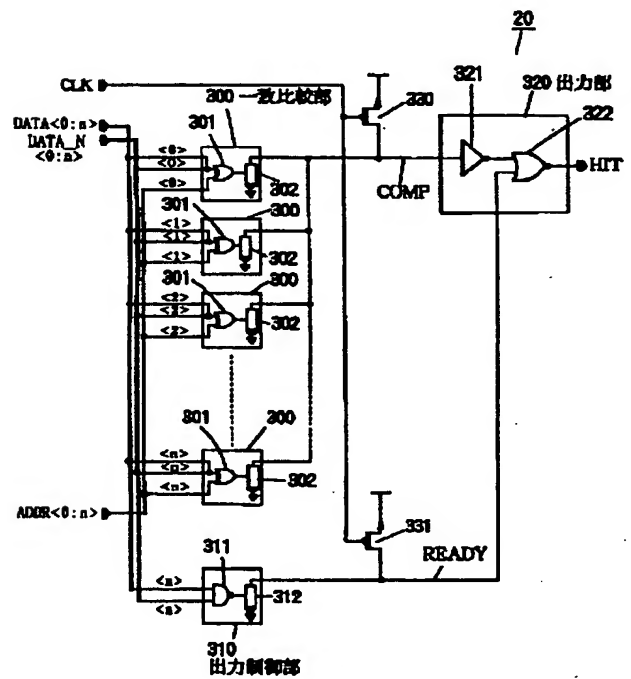 20
CLK
300 一致比較部
330
321
320 出力部
322
DATA<0:n>
DATA_N
<0:n>
301
<0>
<0>
<0>
302
COMP
HIT
301
300
<1>
<1>
<1>
302
301
300
<2>
<2>
<2>
302
301
300
<n>
<n>
<n>
302
ADDR<0:n>
331
311
READY
<n>
<n>
312
310
出力制御部